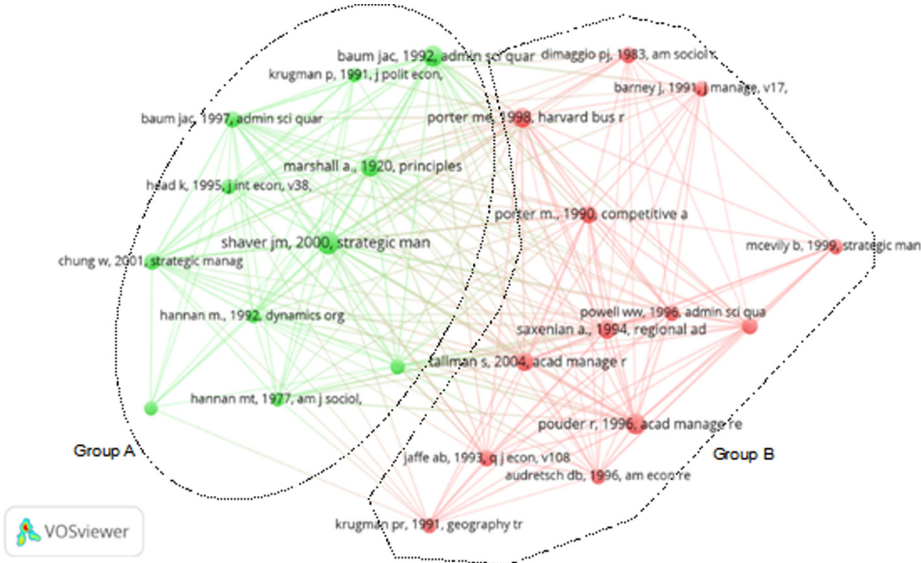 baum jac, 1992, admin sci quar
dimaggio pj, 1983, am sociol r
krugman p, 1991, j polit econ,
barney j, 1991, j manage, v17,
baum jac, 1997, admin sci quar
porter me, 1998, harvard bus r
marshall a., 1920, principles
head k, 1995, j int econ, v38,
porter m., 1990, competitive a
shaver jm, 2000, strategic man
mcevily b, 1999, strategic man
chung w, 2001, strategic manag
hannan m., 1992, dynamics org
powell ww, 1996, admin sci qua
saxenian a., 1994, regional ad
tallman s, 2004, acad manage r
hannan mt, 1977, am j sociol,
pouder r, 1996, acad manage re
Group A
Group B
jaffe ab, 1993, q j econ, v108
audretsch db, 1996, am econ re
krugman pr, 1991, geography tr
VOSviewer